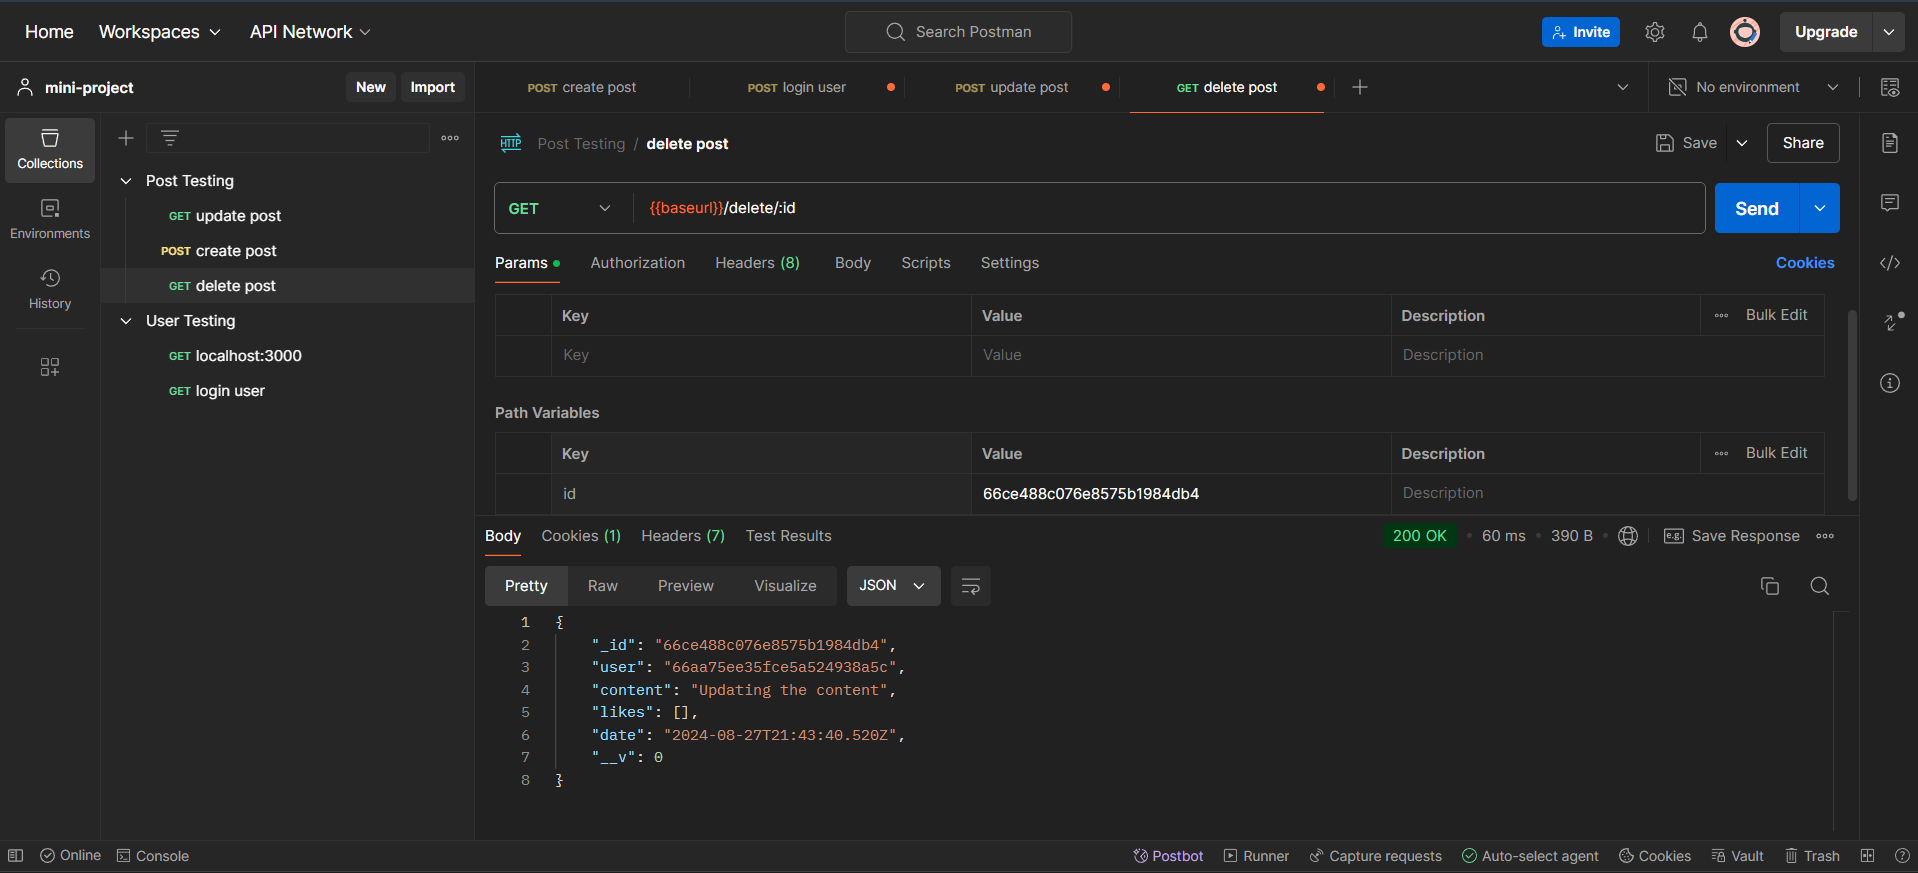 Home Workspaces API Network Search Postman Invite Upgrade
mini-project New Import
POST create post POST login user POST update post GET delete post No environment
Collections
Environments
History
Post Testing
GET update post
POST create post
GET delete post
User Testing
GET localhost:3000
GET login user
HTTP Post Testing / delete post Save Share
GET {{baseurl}}/delete/:id Send
Params Authorization Headers (8) Body Scripts Settings Cookies
Key Value Description Bulk Edit
Key Value Description
Path Variables
Key Value Description Bulk Edit
id 66ce488c076e8575b1984db4 Description
Body Cookies (1) Headers (7) Test Results 200 OK 60 ms 390 B e.g. Save Response
Pretty Raw Preview Visualize JSON
1 {
2 "_id": "66ce488c076e8575b1984db4",
3 "user": "66aa75ee35fce5a524938a5c",
4 "content": "Updating the content",
5 "likes": [],
6 "date": "2024-08-27T21:43:40.520Z",
7 "__v": 0
8 }
Online Console Postbot Runner Capture requests Auto-select agent Cookies Vault Trash